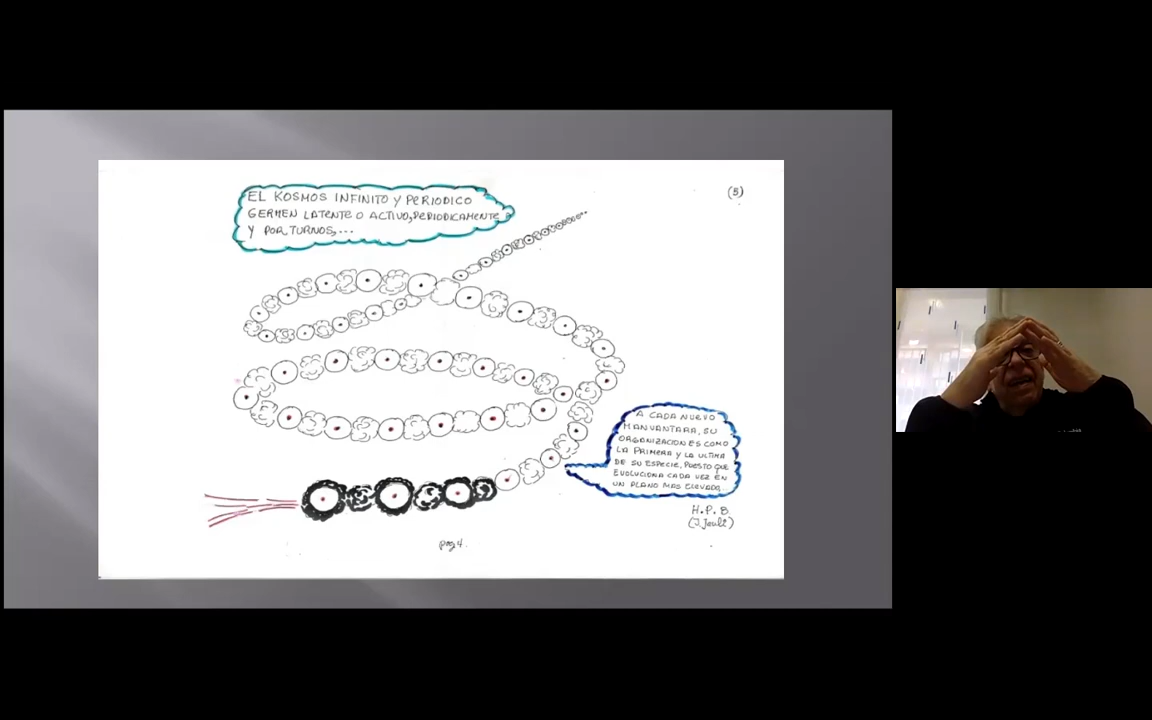 EL KOSMOS INFINITO Y PERIODICO
GERMEN LATENTE O ACTIVO, PERIODICAMENTE
Y POR TURNOS,...
(5)
A CADA NUEVO
MANVANTARA, SU
ORGANIZACION ES COMO
LA PRIMERA Y LA ULTIMA
DE SU ESPECIE, PUESTO QUE
EVOLUCIONA CADA VEZ EN
UN PLANO MAS ELEVADO...
H.P.B.
pag 4.